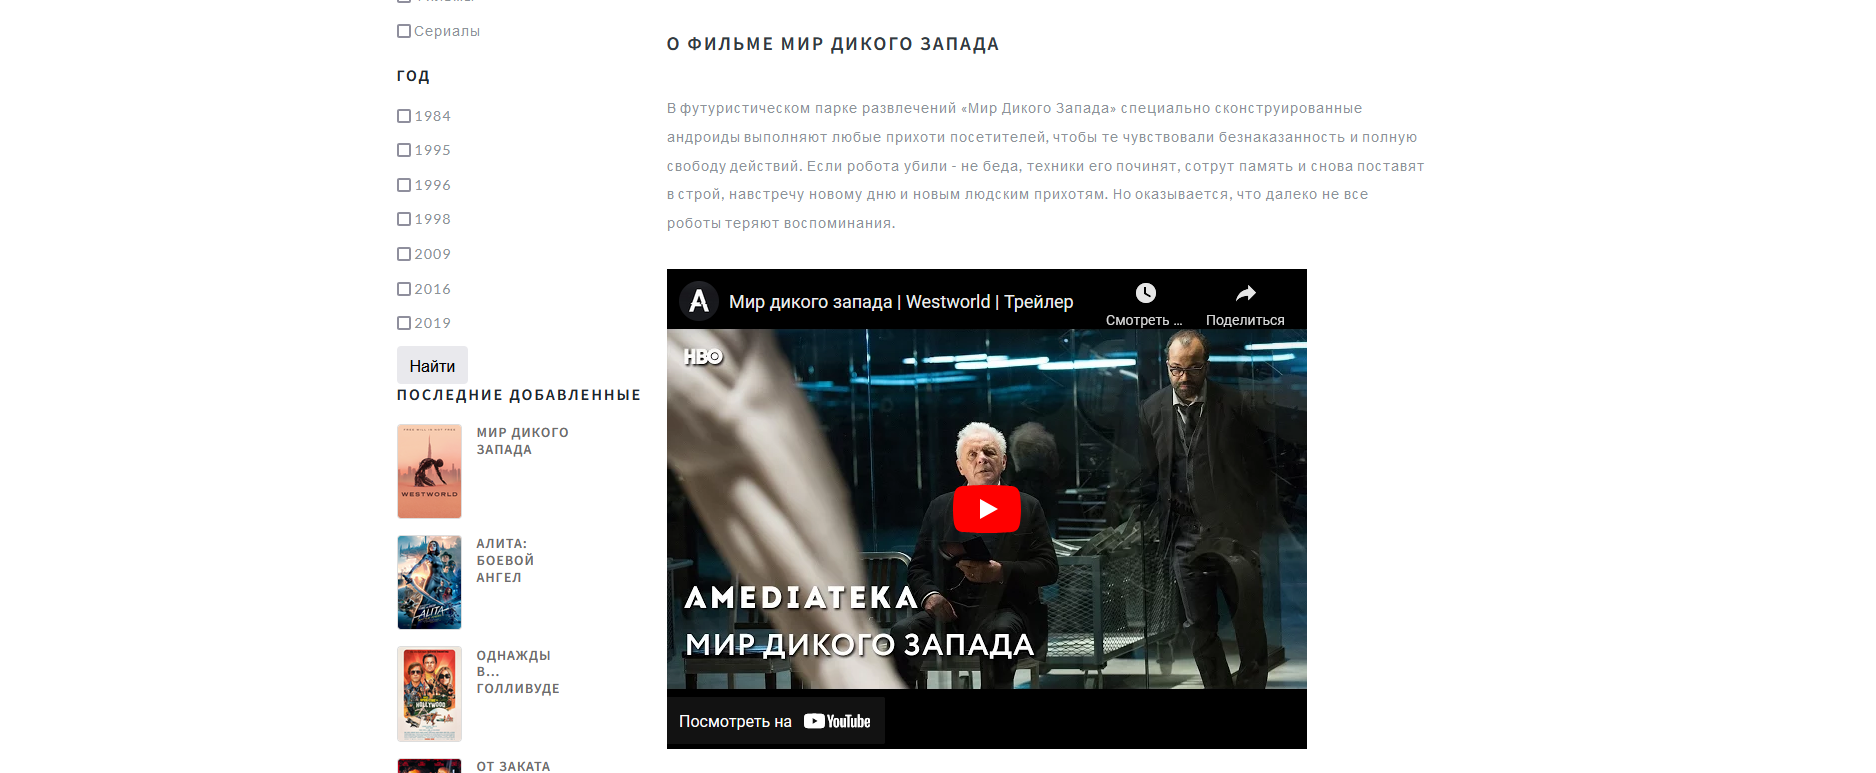 Сериалы
ГОД
1984
1995
1996
1998
2009
2016
2019
Найти
ПОСЛЕДНИЕ ДОБАВЛЕННЫЕ
WESTWORLD
МИР ДИКОГО
ЗАПАДА
ALITA
АЛИТА:
БОЕВОЙ
АНГЕЛ
HOLLYWOOD
ОДНАЖДЫ
В...
ГОЛЛИВУДЕ
ОТ ЗАКАТА
О ФИЛЬМЕ МИР ДИКОГО ЗАПАДА
В футуристическом парке развлечений «Мир Дикого Запада» специально сконструированные
андроиды выполняют любые прихоти посетителей, чтобы те чувствовали безнаказанность и полную
свободу действий. Если робота убили - не беда, техники его починят, сотрут память и снова поставят
в строй, навстречу новому дню и новым людским прихотям. Но оказывается, что далеко не все
роботы теряют воспоминания.
A
Мир дикого запада | Westworld | Трейлер
Смотреть ...
Поделиться
HBO
AMEDIATEKA
МИР ДИКОГО ЗАПАДА
Посмотреть на YouTube